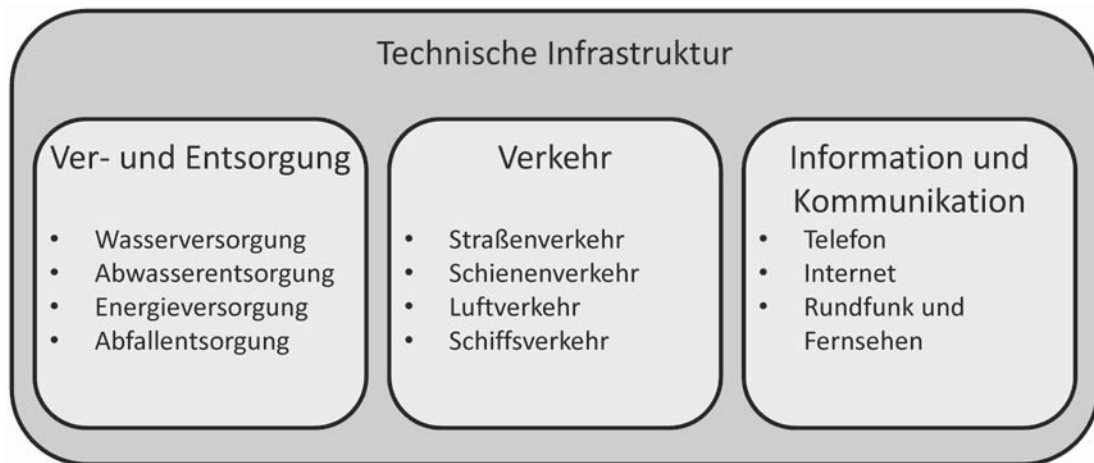 Technische Infrastruktur
Ver- und Entsorgung
• Wasserversorgung
• Abwasserentsorgung
• Energieversorgung
• Abfallentsorgung
Verkehr
• Straßenverkehr
• Schienenverkehr
• Luftverkehr
• Schiffsverkehr
Information und
Kommunikation
• Telefon
• Internet
• Rundfunk und
Fernsehen